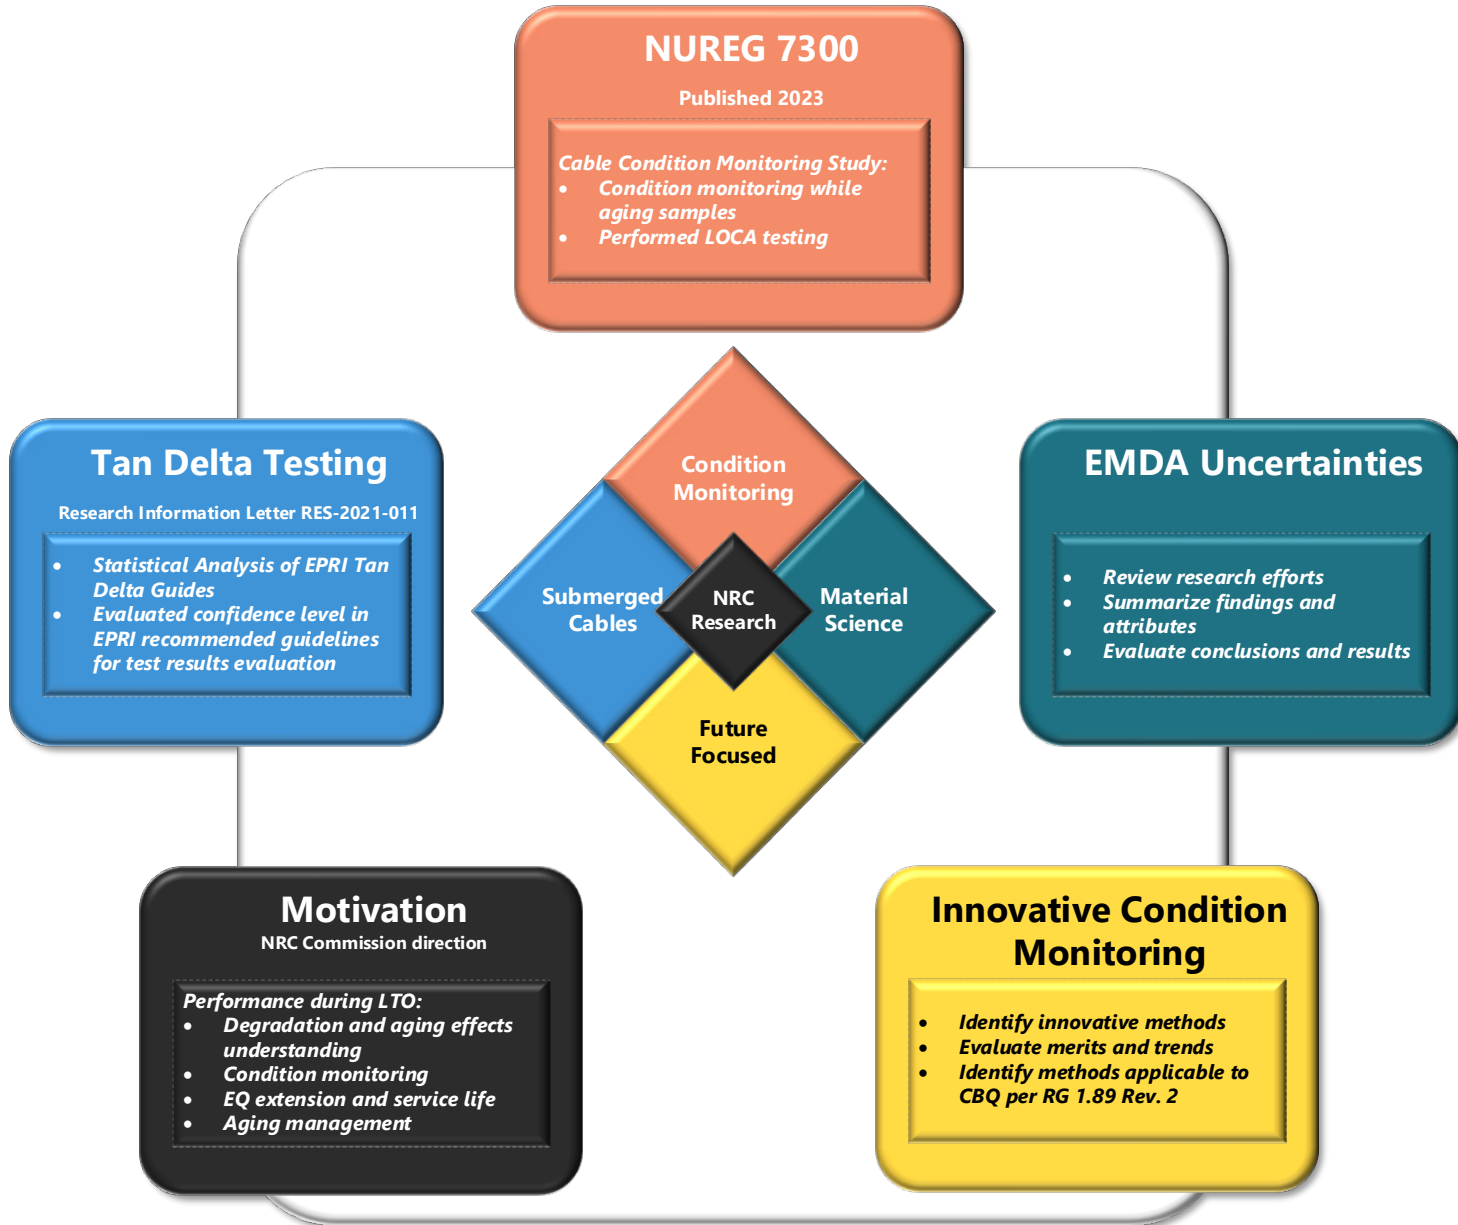 NUREG 7300
Published 2023
Cable Condition Monitoring Study:
• Condition monitoring while
aging samples
• Performed LOCA testing
Tan Delta Testing
Research Information Letter RES-2021-011
• Statistical Analysis of EPRI Tan
Delta Guides
• Evaluated confidence level in
EPRI recommended guidelines
for test results evaluation
Condition
Monitoring
Submerged
Cables
NRC
Research
Material
Science
Future
Focused
EMDA Uncertainties
• Review research efforts
• Summarize findings and
attributes
• Evaluate conclusions and results
Motivation
NRC Commission direction
Performance during LTO:
• Degradation and aging effects
understanding
• Condition monitoring
• EQ extension and service life
• Aging management
Innovative Condition
Monitoring
• Identify innovative methods
• Evaluate merits and trends
• Identify methods applicable to
CBQ per RG 1.89 Rev. 2